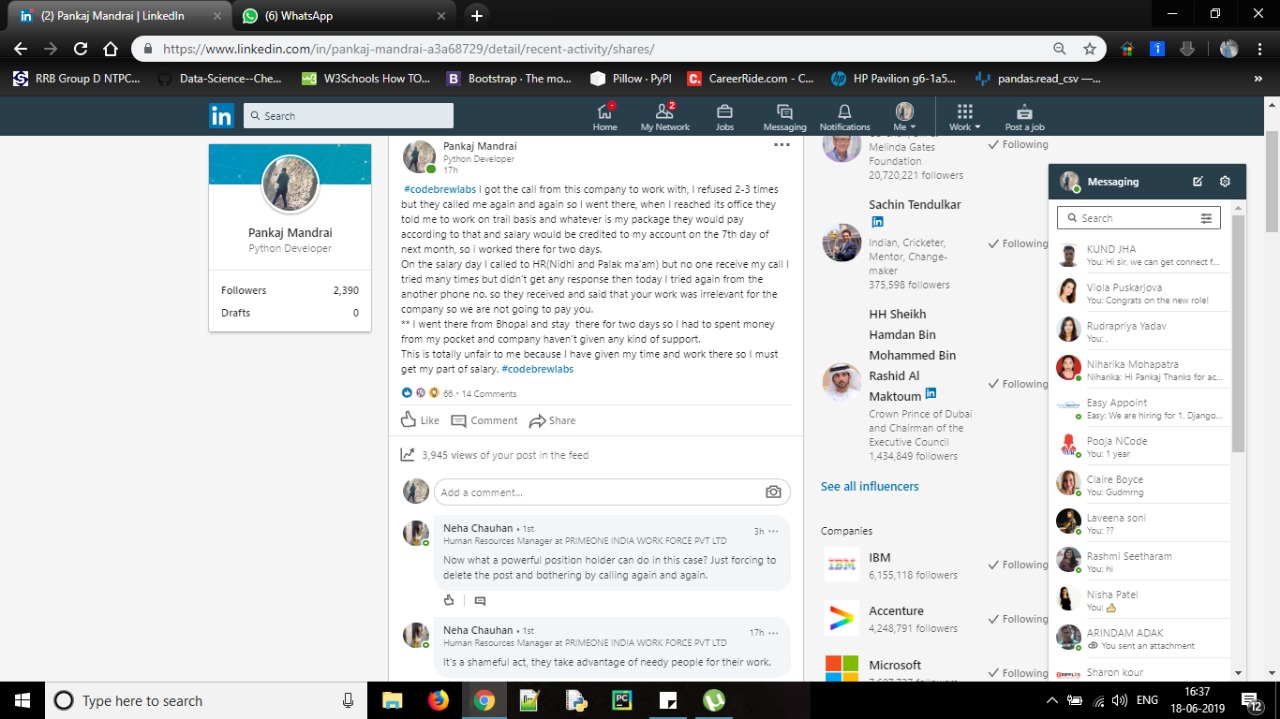 (2) Pankaj Mandrai | LinkedIn
(6) WhatsApp
https://www.linkedin.com/in/pankaj-mandrai-a3a68729/detail/recent-activity/shares/
RRB Group D NTPC...
Data-Science--Che...
W3Schools How TO...
Bootstrap · The mo...
Pillow · PyPI
CareerRide.com - C...
HP Pavilion g6-1a5...
pandas.read_csv —...
»
in
Search
Home
My Network
2
Jobs
Messaging
Notifications
Me
Work
Post a job
Pankaj Mandrai
Python Developer
Followers 2,390
Drafts 0
Pankaj Mandrai
Python Developer
17h
#codebrewlabs I got the call from this company to work with, I refused 2-3 times
but they called me again and again so I went there, when I reached its office they
told me to work on trail basis and whatever is my package they would pay
according to that and salary would be credited to my account on the 7th day of
next month, so i worked there for two days.
On the salary day I called to HR(Nidhi and Palak ma'am) but no one receive my call I
tried many times but didn't get any response then today I tried again from the
another phone no. so they received and said that your work was irrelevant for the
company so we are not going to pay you.
** I went there from Bhopal and stay there for two days so I had to spent money
from my pocket and company haven't given any kind of support.
This is totally unfair to me because I have given my time and work there so I must
get my part of salary. #codebrewlabs
66 · 14 Comments
Like
Comment
Share
3,945 views of your post in the feed
Add a comment...
Neha Chauhan • 1st
3h
Human Resources Manager at PRIMEONE INDIA WORK FORCE PVT LTD
Now what a powerful position holder can do in this case? Just forcing to
delete the post and bothering by calling again and again.
Neha Chauhan • 1st
17h
Human Resources Manager at PRIMEONE INDIA WORK FORCE PVT LTD
It's a shameful act, they take advantage of needy people for their work.
Melinda Gates
Foundation
20,720,221 followers
Following
Sachin Tendulkar
in
Indian, Cricketer,
Mentor, Change-
maker
375,598 followers
Following
HH Sheikh
Hamdan Bin
Mohammed Bin
Rashid Al
Maktoum in
Crown Prince of Dubai
and Chairman of the
Executive Council
1,434,849 followers
Following
See all influencers
Companies
IBM
IBM
6,155,118 followers
Following
Accenture
4,248,791 followers
Following
Microsoft
Following
Messaging
Search
KUND JHA
You: Hi sir, we can get connect f...
Viola Puskarjova
You: Congrats on the new role!
Rudrapriya Yadav
You: .
Niharika Mohapatra
Niharika: Hi Pankaj Thanks for ac...
Easy Appoint
Easy: We are hiring for 1. Django...
Pooja NCode
You: 1 year
Claire Boyce
You: Gudmrng
Laveena soni
You: ??
Rashmi Seetharam
You: hi
Nisha Patel
You: 👍
ARINDAM ADAK
You sent an attachment
Sharon kour
Type here to search
PC
ENG
16:37
18-06-2019
12